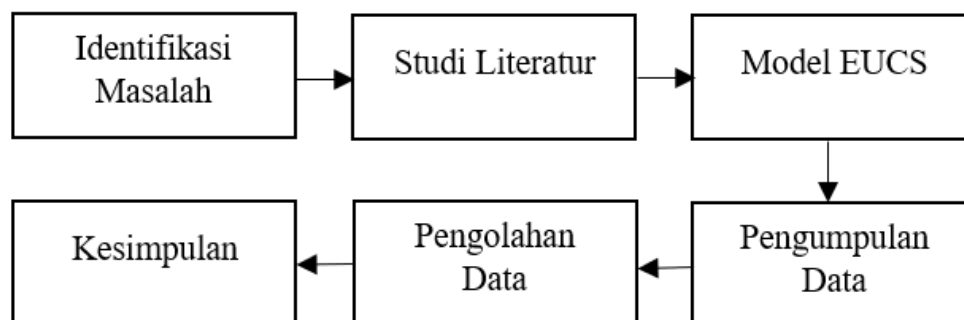 Identifikasi
Masalah
Studi Literatur
Model EUCS
Kesimpulan
Pengolahan
Data
Pengumpulan
Data